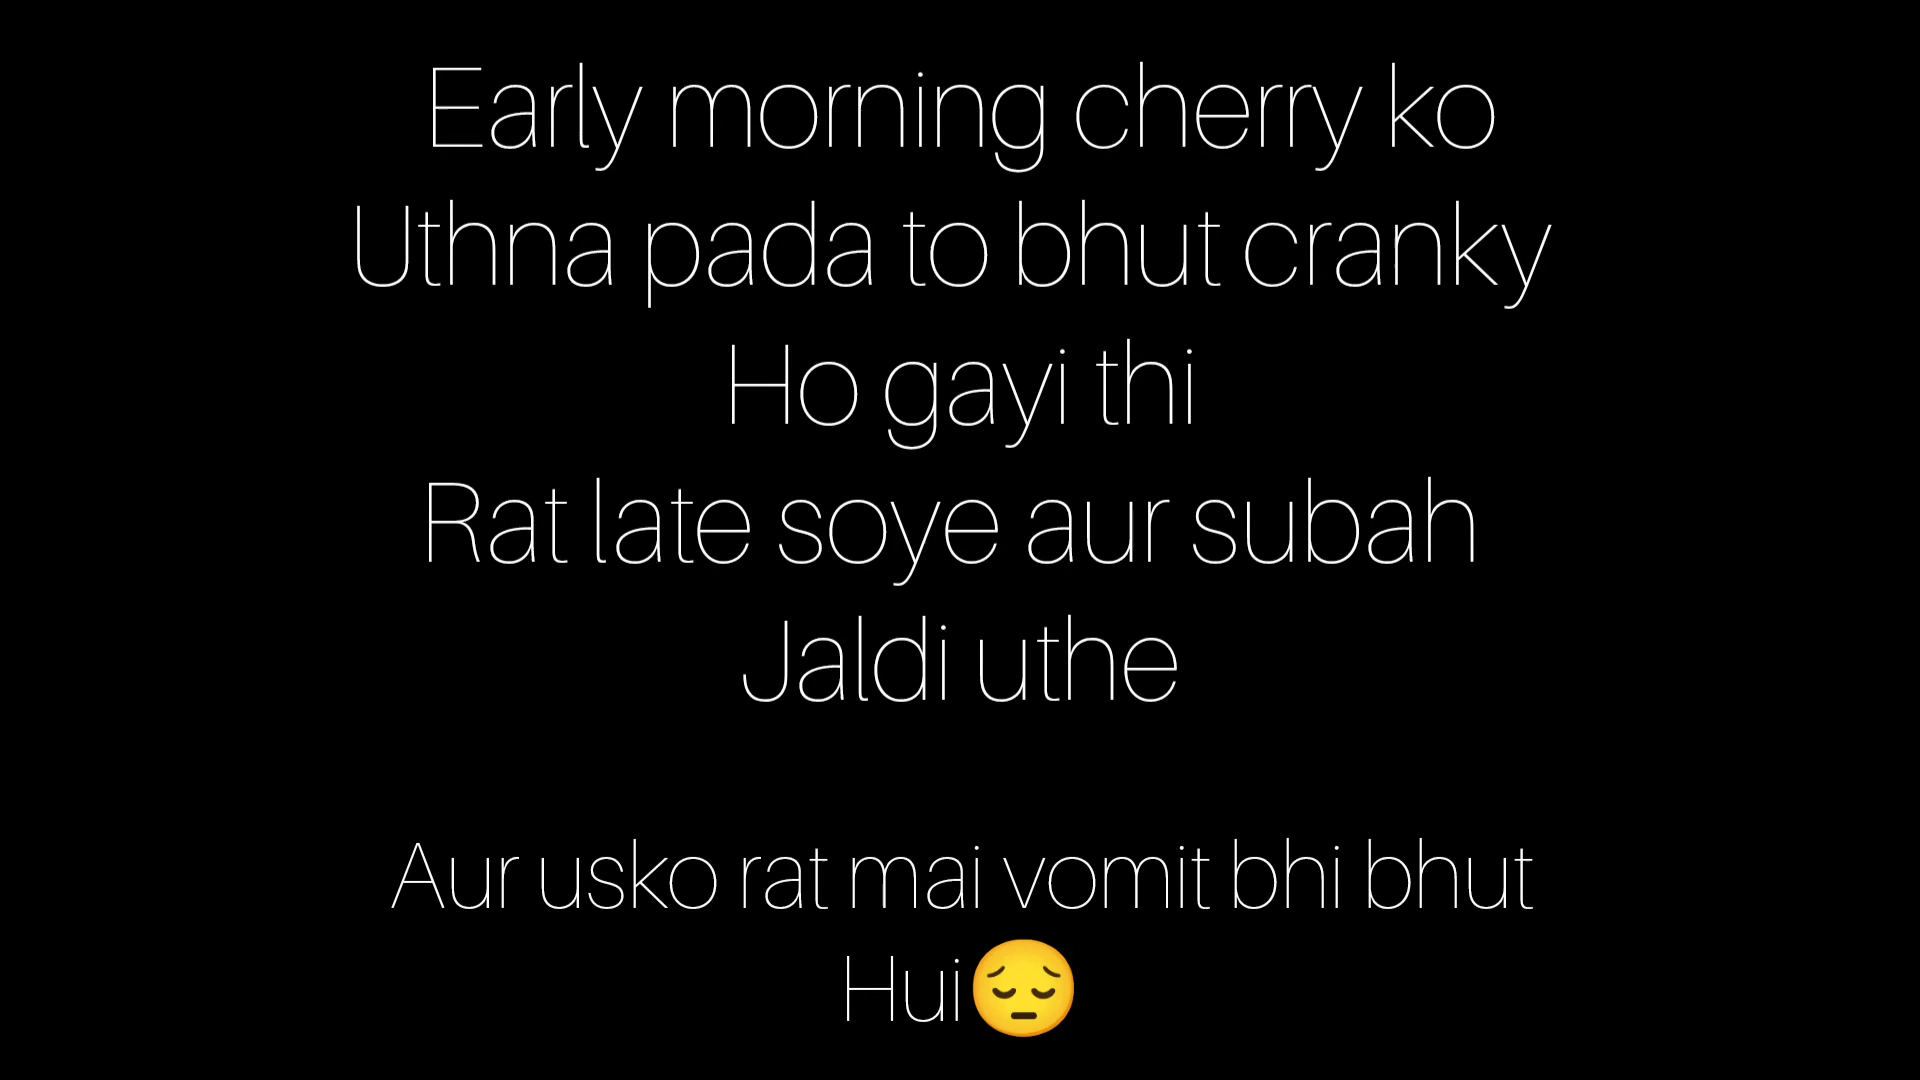 Early morning cherry ko
Uthna pada to bhut cranky
Ho gayi thi
Rat late soye aur subah
Jaldi uthe
Aur usko rat mai vomit bhi bhut
Hui😔